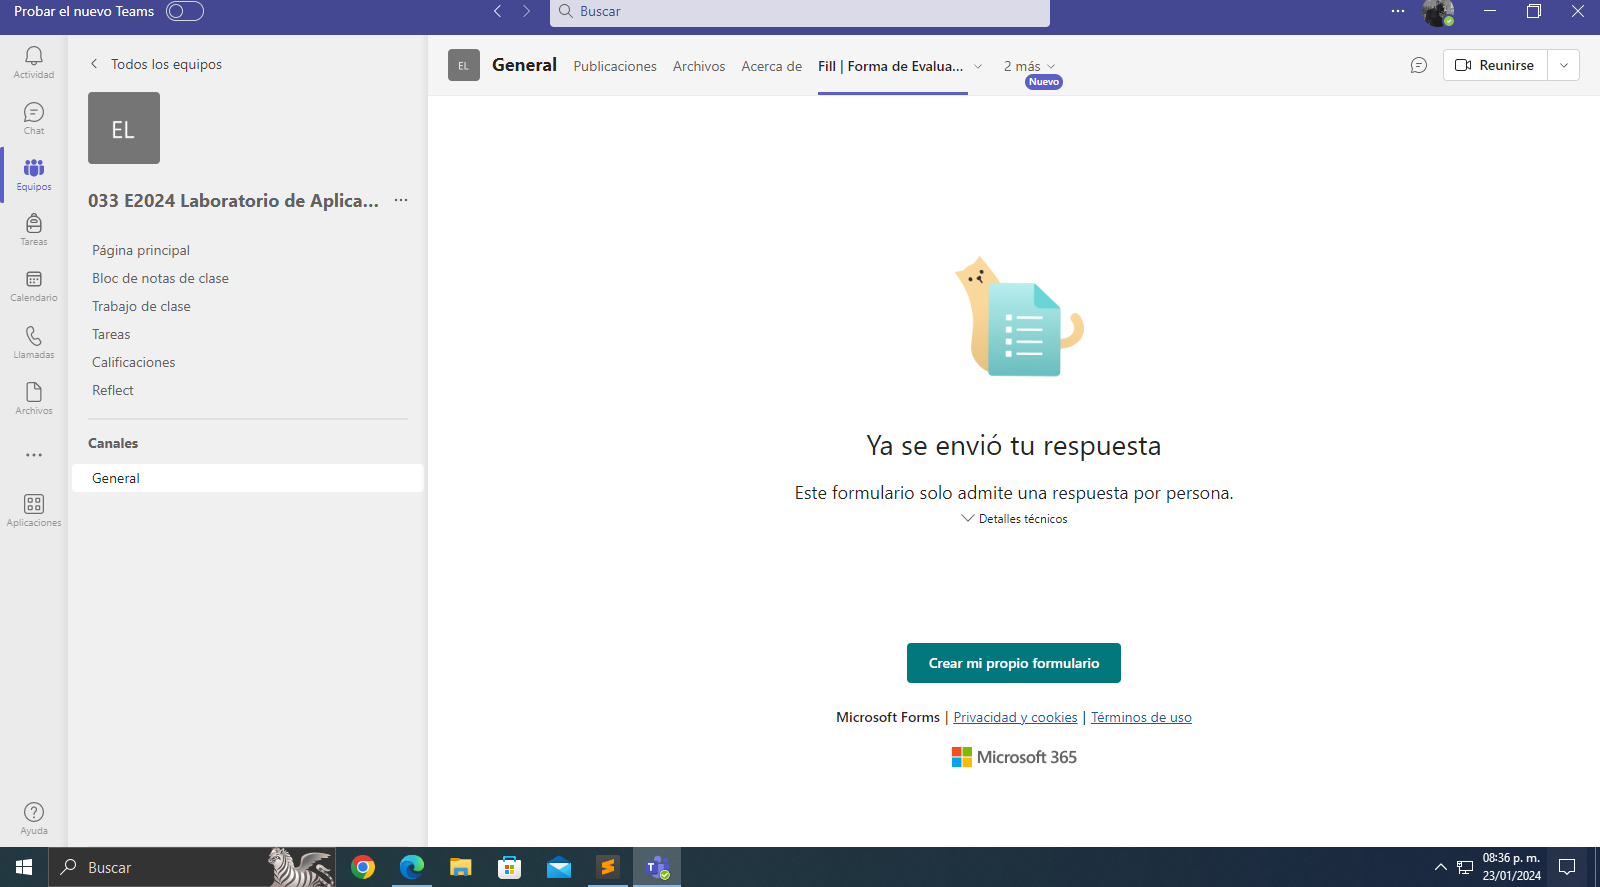 Probar el nuevo Teams
Buscar
Actividad
Chat
Equipos
Tareas
Calendario
Llamadas
Archivos
Aplicaciones
Ayuda
Todos los equipos
EL
033 E2024 Laboratorio de Aplica...
Página principal
Bloc de notas de clase
Trabajo de clase
Tareas
Calificaciones
Reflect
Canales
General
EL General Publicaciones Archivos Acerca de Fill | Forma de Evalua... 2 más
Nuevo
Reunirse
Ya se envió tu respuesta
Este formulario solo admite una respuesta por persona.
Detalles técnicos
Crear mi propio formulario
Microsoft Forms | Privacidad y cookies | Términos de uso
Microsoft 365
Buscar
08:36 p. m.
23/01/2024